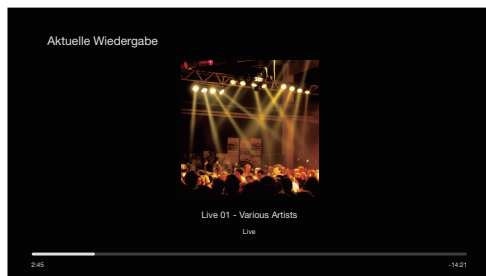 Aktuelle Wiedergabe
Live 01 - Various Artists
Live
2:45
-14:21